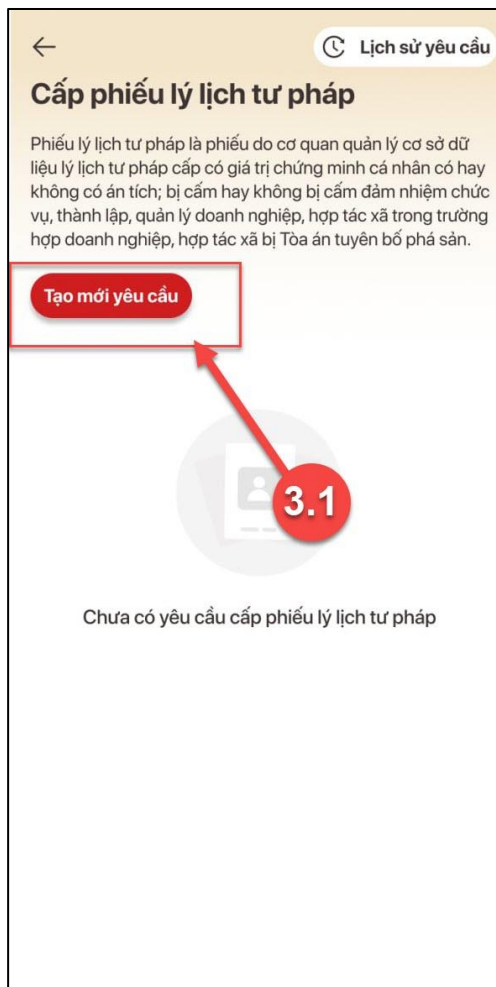 Lịch sử yêu cầu
Cấp phiếu lý lịch tư pháp
Phiếu lý lịch tư pháp là phiếu do cơ quan quản lý cơ sở dữ
liệu lý lịch tư pháp cấp có giá trị chứng minh cá nhân có hay
không có án tích; bị cấm hay không bị cấm đảm nhiệm chức
vụ, thành lập, quản lý doanh nghiệp, hợp tác xã trong trường
hợp doanh nghiệp, hợp tác xã bị Tòa án tuyên bố phá sản.
Tạo mới yêu cầu
3.1
Chưa có yêu cầu cấp phiếu lý lịch tư pháp